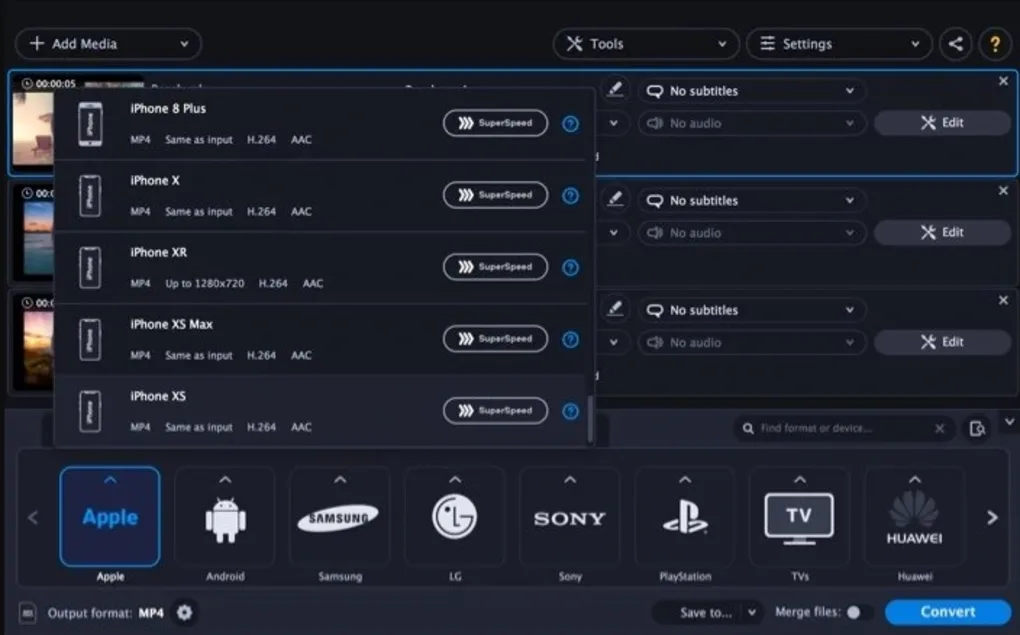 Add Media
Tools
Settings
?
00:00:05
iPhone 8 Plus
MP4 Same as input H.264 AAC
SuperSpeed
?
No subtitles
No audio
Edit
iPhone X
MP4 Same as input H.264 AAC
SuperSpeed
?
No subtitles
No audio
Edit
iPhone XR
MP4 Up to 1280x720 H.264 AAC
SuperSpeed
?
iPhone XS Max
MP4 Same as input H.264 AAC
SuperSpeed
?
No subtitles
No audio
Edit
iPhone XS
MP4 Same as input H.264 AAC
SuperSpeed
?
Find format or device...
Apple
SAMSUNG
LG
SONY
TV
HUAWEI
Apple Android Samsung LG Sony PlayStation TVs Huawei
Output format: MP4
Save to...
Merge files:
Convert